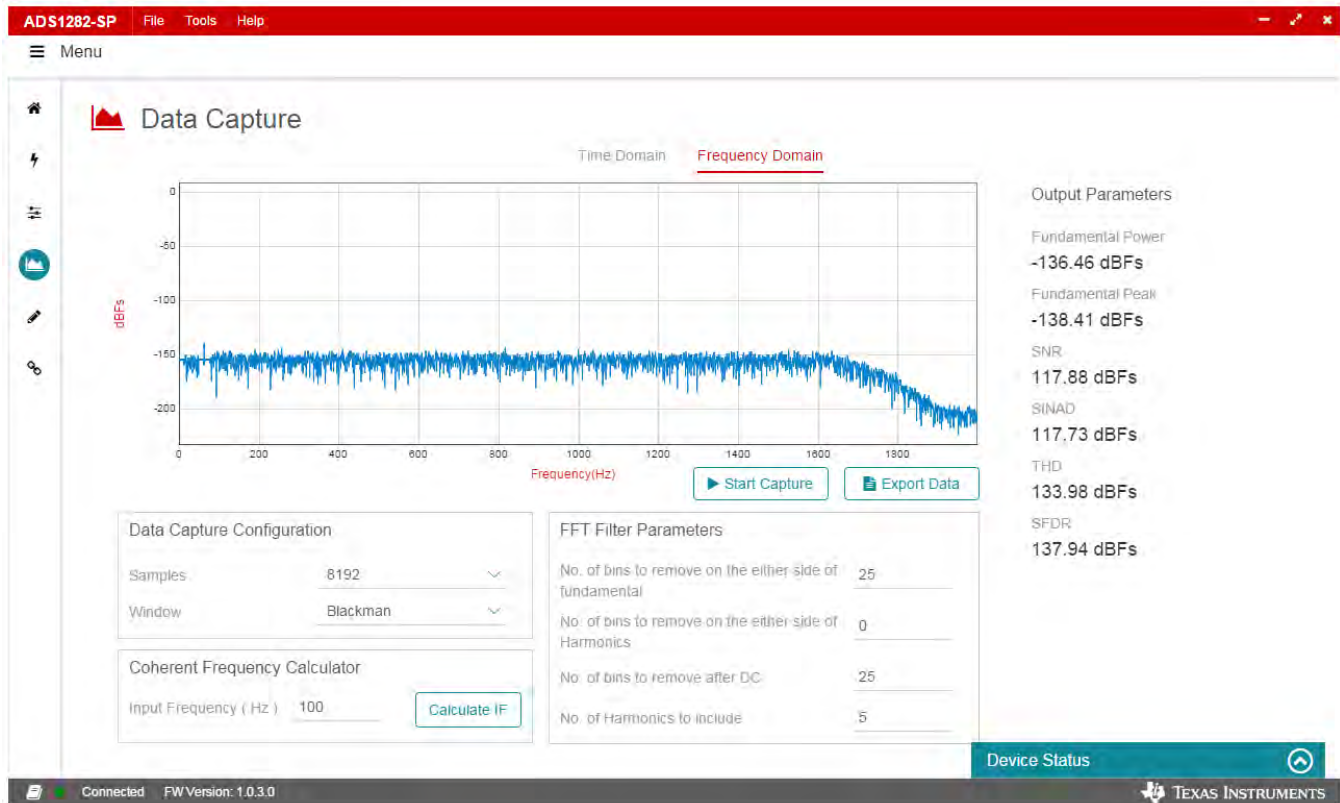 ADS1282-SP File Tools Help
Menu
Data Capture
Time Domain Frequency Domain
0
-50
-100
-150
-200
dBFs
0 200 400 600 800 1000 1200 1400 1600 1800
Frequency(Hz)
Start Capture
Export Data
Output Parameters
Fundamental Power
-136.46 dBFs
Fundamental Peak
-138.41 dBFs
SNR
117.88 dBFs
SINAD
117.73 dBFs
THD
133.98 dBFs
SFDR
137.94 dBFs
Data Capture Configuration
Samples 8192
Window Blackman
Coherent Frequency Calculator
Input Frequency ( Hz ) 100
Calculate IF
FFT Filter Parameters
No. of bins to remove on the either side of
fundamental
25
No. of bins to remove on the either side of
Harmonics
0
No. of bins to remove after DC 25
No. of Harmonics to include 5
Device Status
Connected FW Version: 1.0.3.0
TEXAS INSTRUMENTS